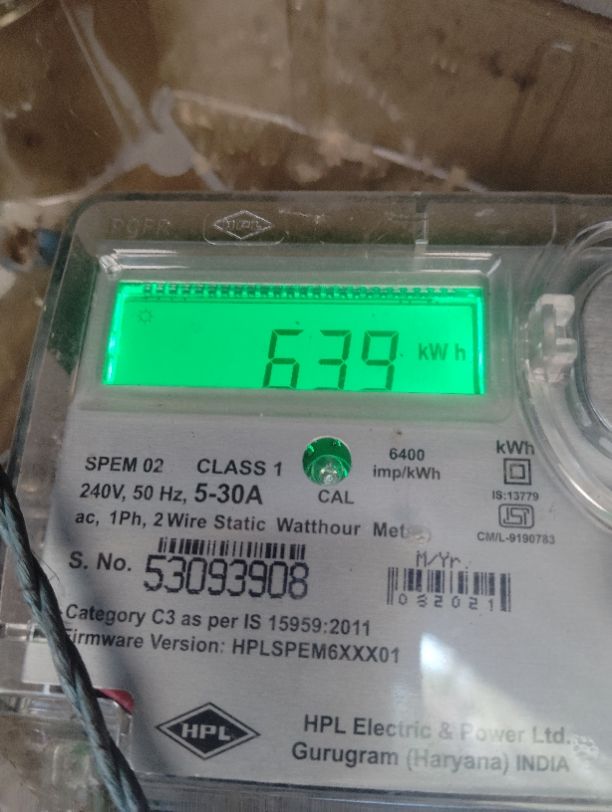 639 kWh
SPEM 02 CLASS 1
6400
imp/kWh
kWh
240V, 50 Hz, 5-30A
CAL
IS:13779
ISI
CM/L-9190783
ac, 1Ph, 2 Wire Static Watthour
M/Yr.
S. No. 53093908
Category C3 as per IS 15959:2011
Firmware Version: HPLSPEM6XXX01
HPL
HPL Electric & Power Ltd.
Gurugram (Haryana) INDIA